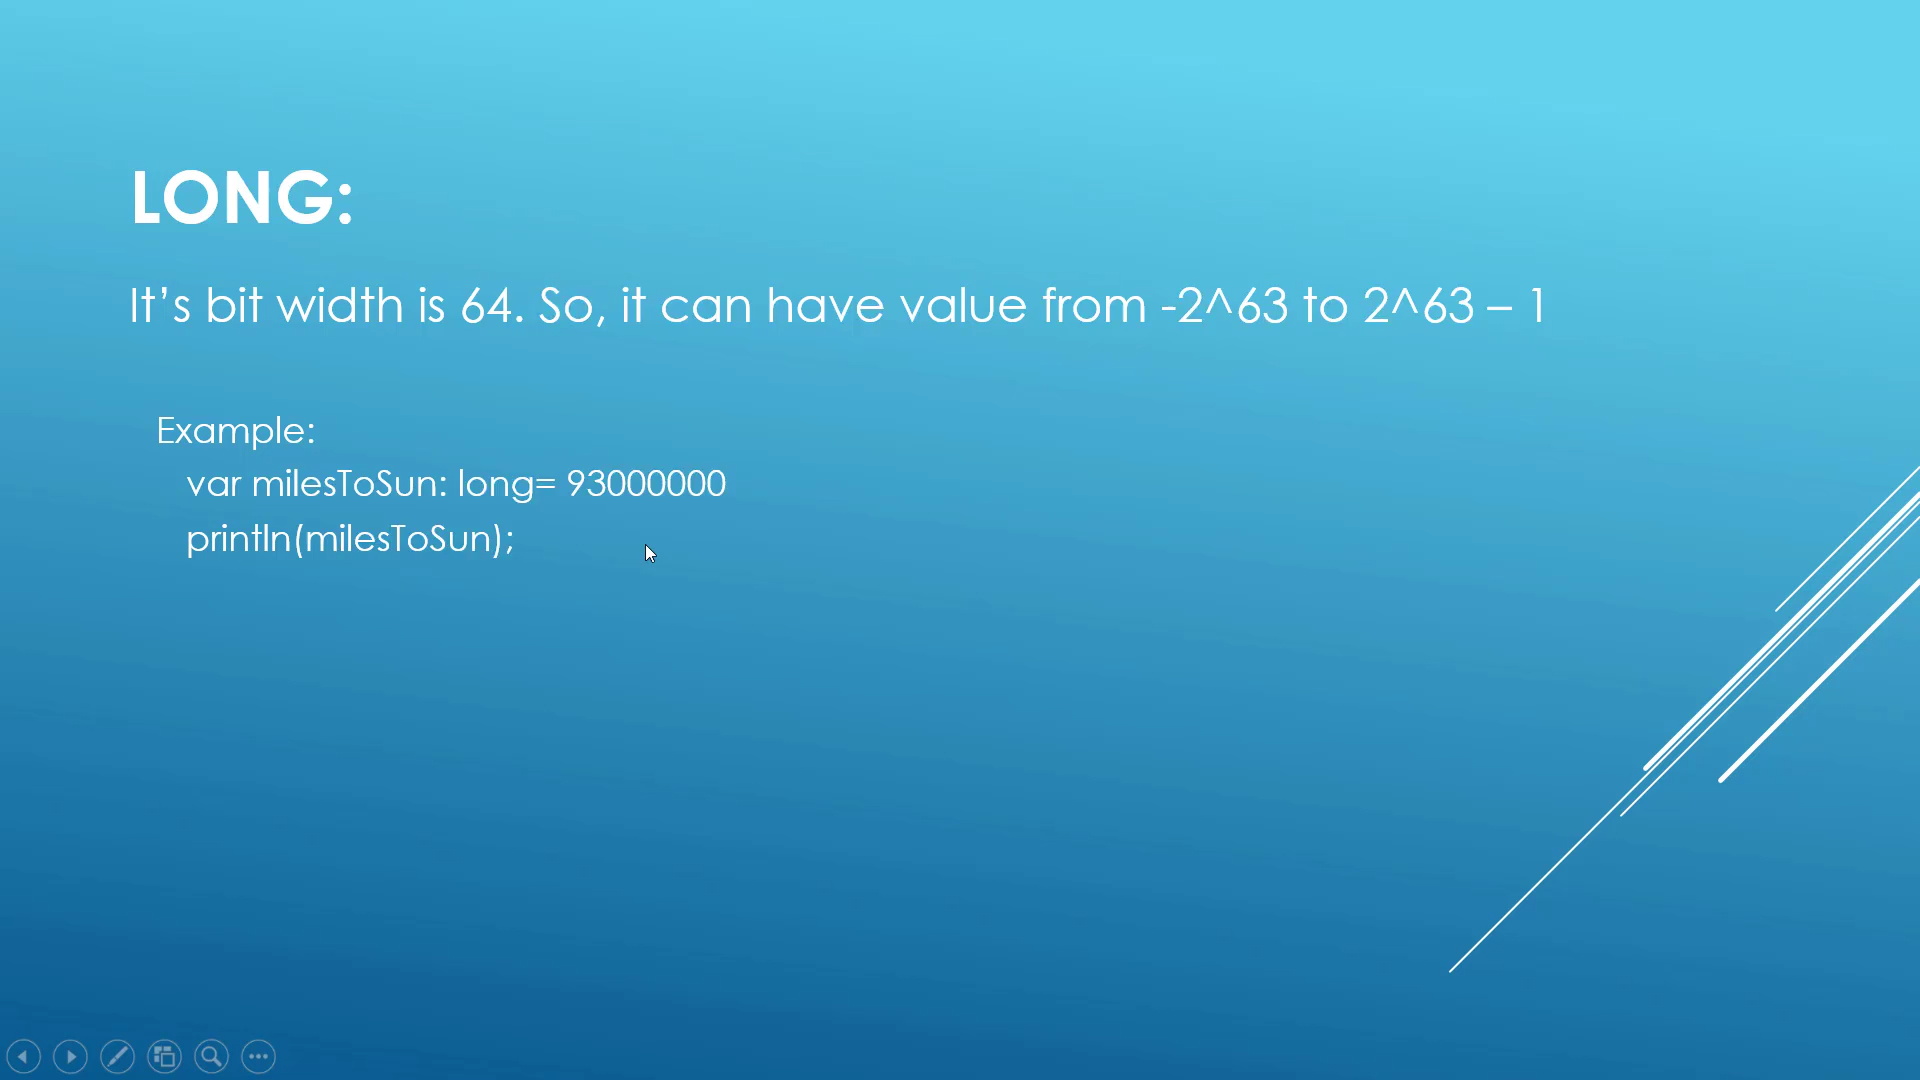 LONG:
It’s bit width is 64. So, it can have value from -2^63 to 2^63 – 1
Example:
var milesToSun: long= 93000000
println(milesToSun);